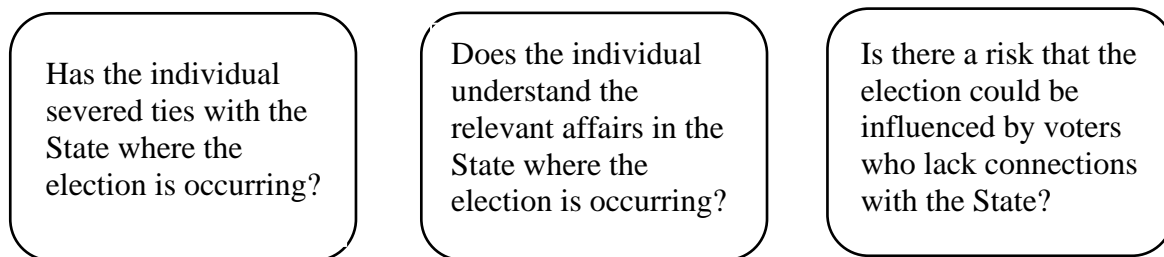 Has the individual
severed ties with the
State where the
election is occurring?
Does the individual
understand the
relevant affairs in the
State where the
election is occurring?
Is there a risk that the
election could be
influenced by voters
who lack connections
with the State?